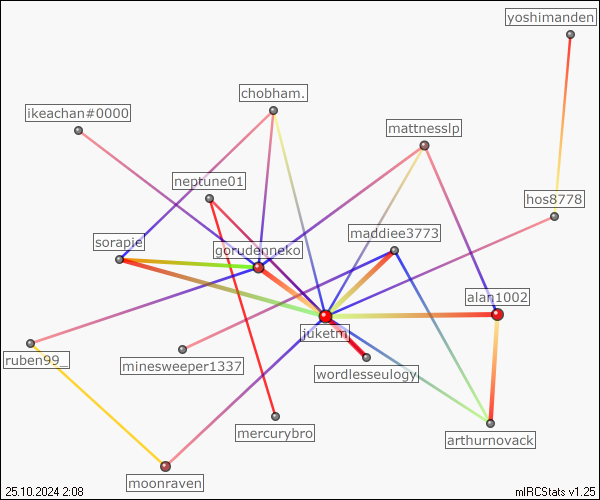 yoshimanden
chobham.
ikeachan#0000
mattnesslp
neptune01
hos8778
maddiee3773
sorapie
gorudenneko
alan1002
juketm
ruben99_
minesweeper1337
wordlesseulogy
mercurybro
arthurnovack
moonraven
25.10.2024 2:08
mIRCStats v1.25